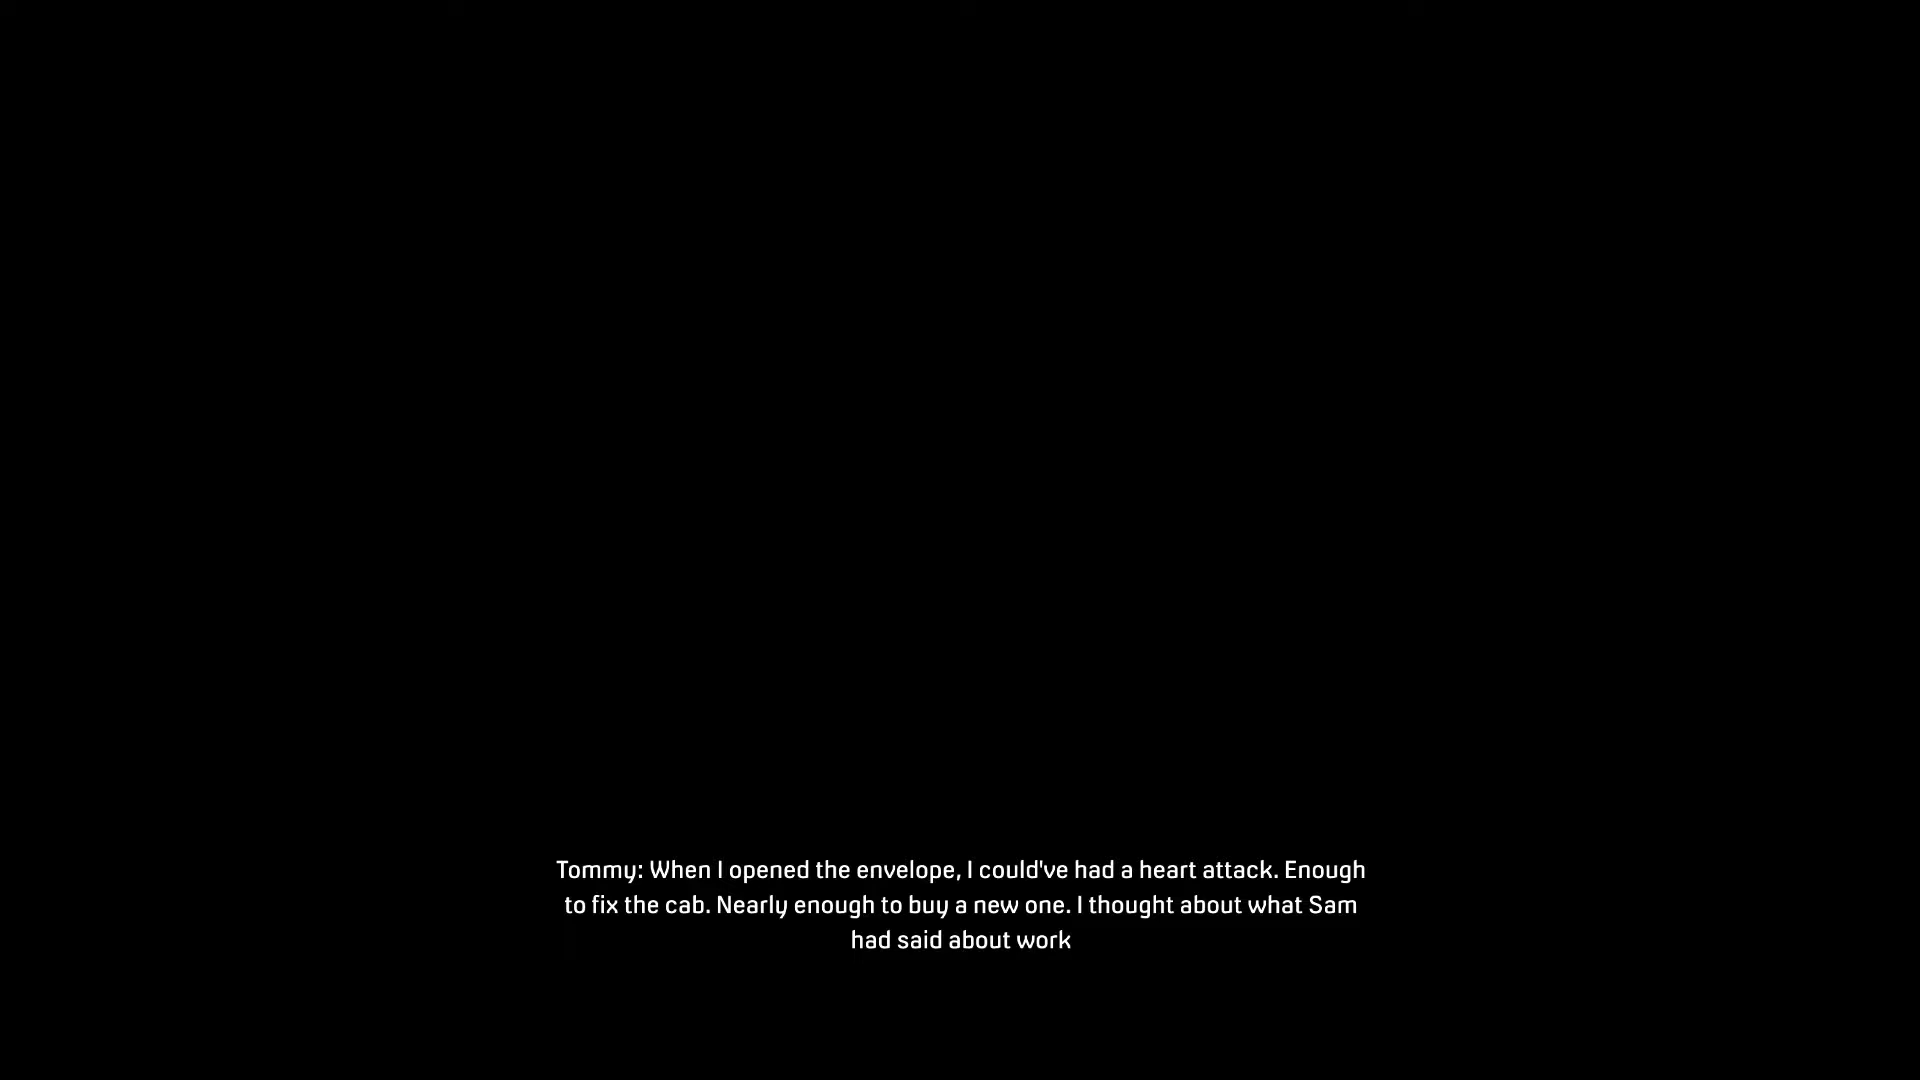 Tommy: When I opened the envelope, I could've had a heart attack. Enough
to fix the cab. Nearly enough to buy a new one. I thought about what Sam
had said about work